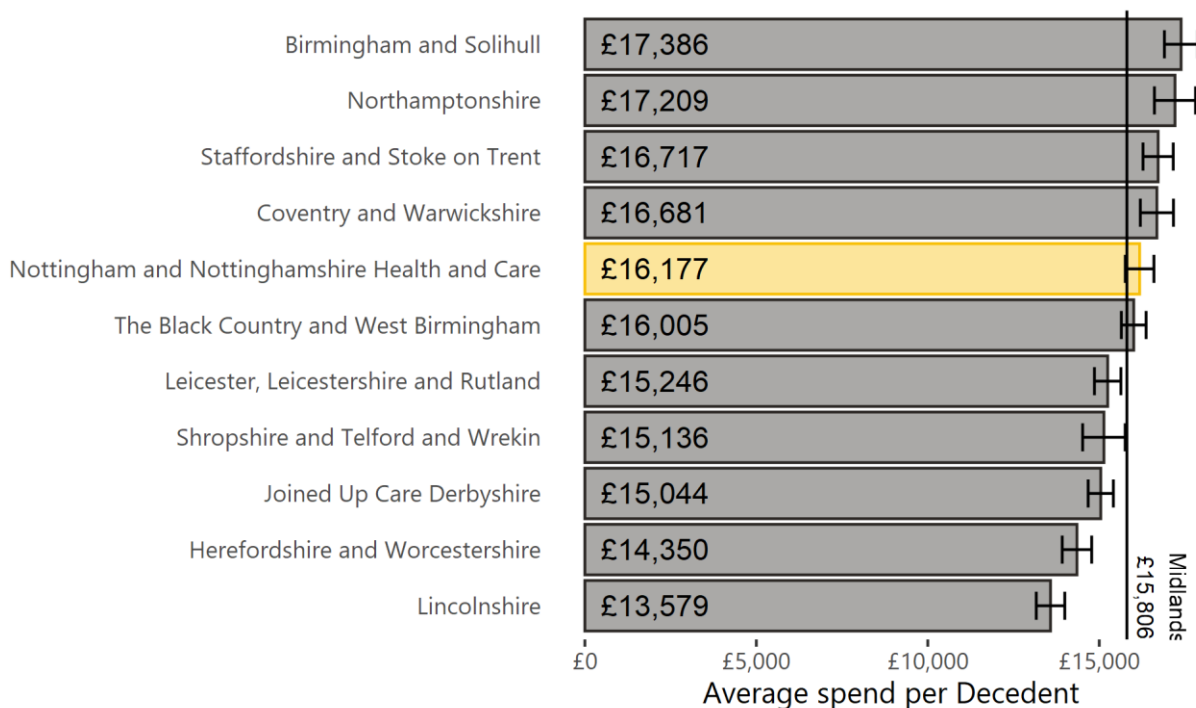 Birmingham and Solihull £17,386
Northamptonshire £17,209
Staffordshire and Stoke on Trent £16,717
Coventry and Warwickshire £16,681
Nottingham and Nottinghamshire Health and Care £16,177
The Black Country and West Birmingham £16,005
Leicester, Leicestershire and Rutland £15,246
Shropshire and Telford and Wrekin £15,136
Joined Up Care Derbyshire £15,044
Herefordshire and Worcestershire £14,350
Lincolnshire £13,579
Midlands
£15,806
£0 £5,000 £10,000 £15,000
Average spend per Decedent